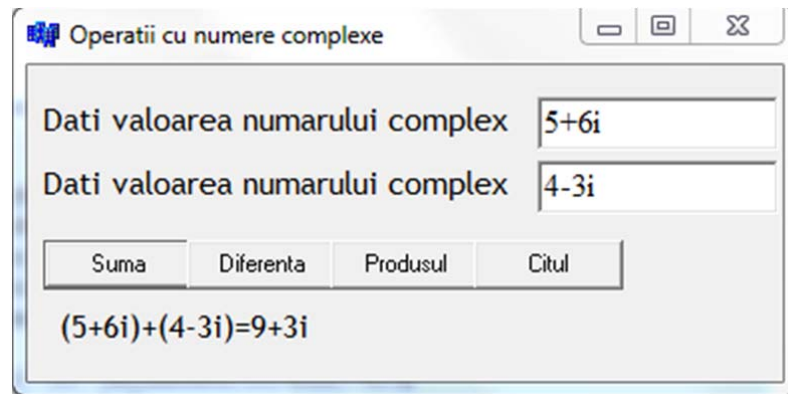 Operatii cu numere complexe
Dati valoarea numarului complex 5+6i
Dati valoarea numarului complex 4-3i
Suma Diferenta Produsul Citul
(5+6i)+(4-3i)=9+3i